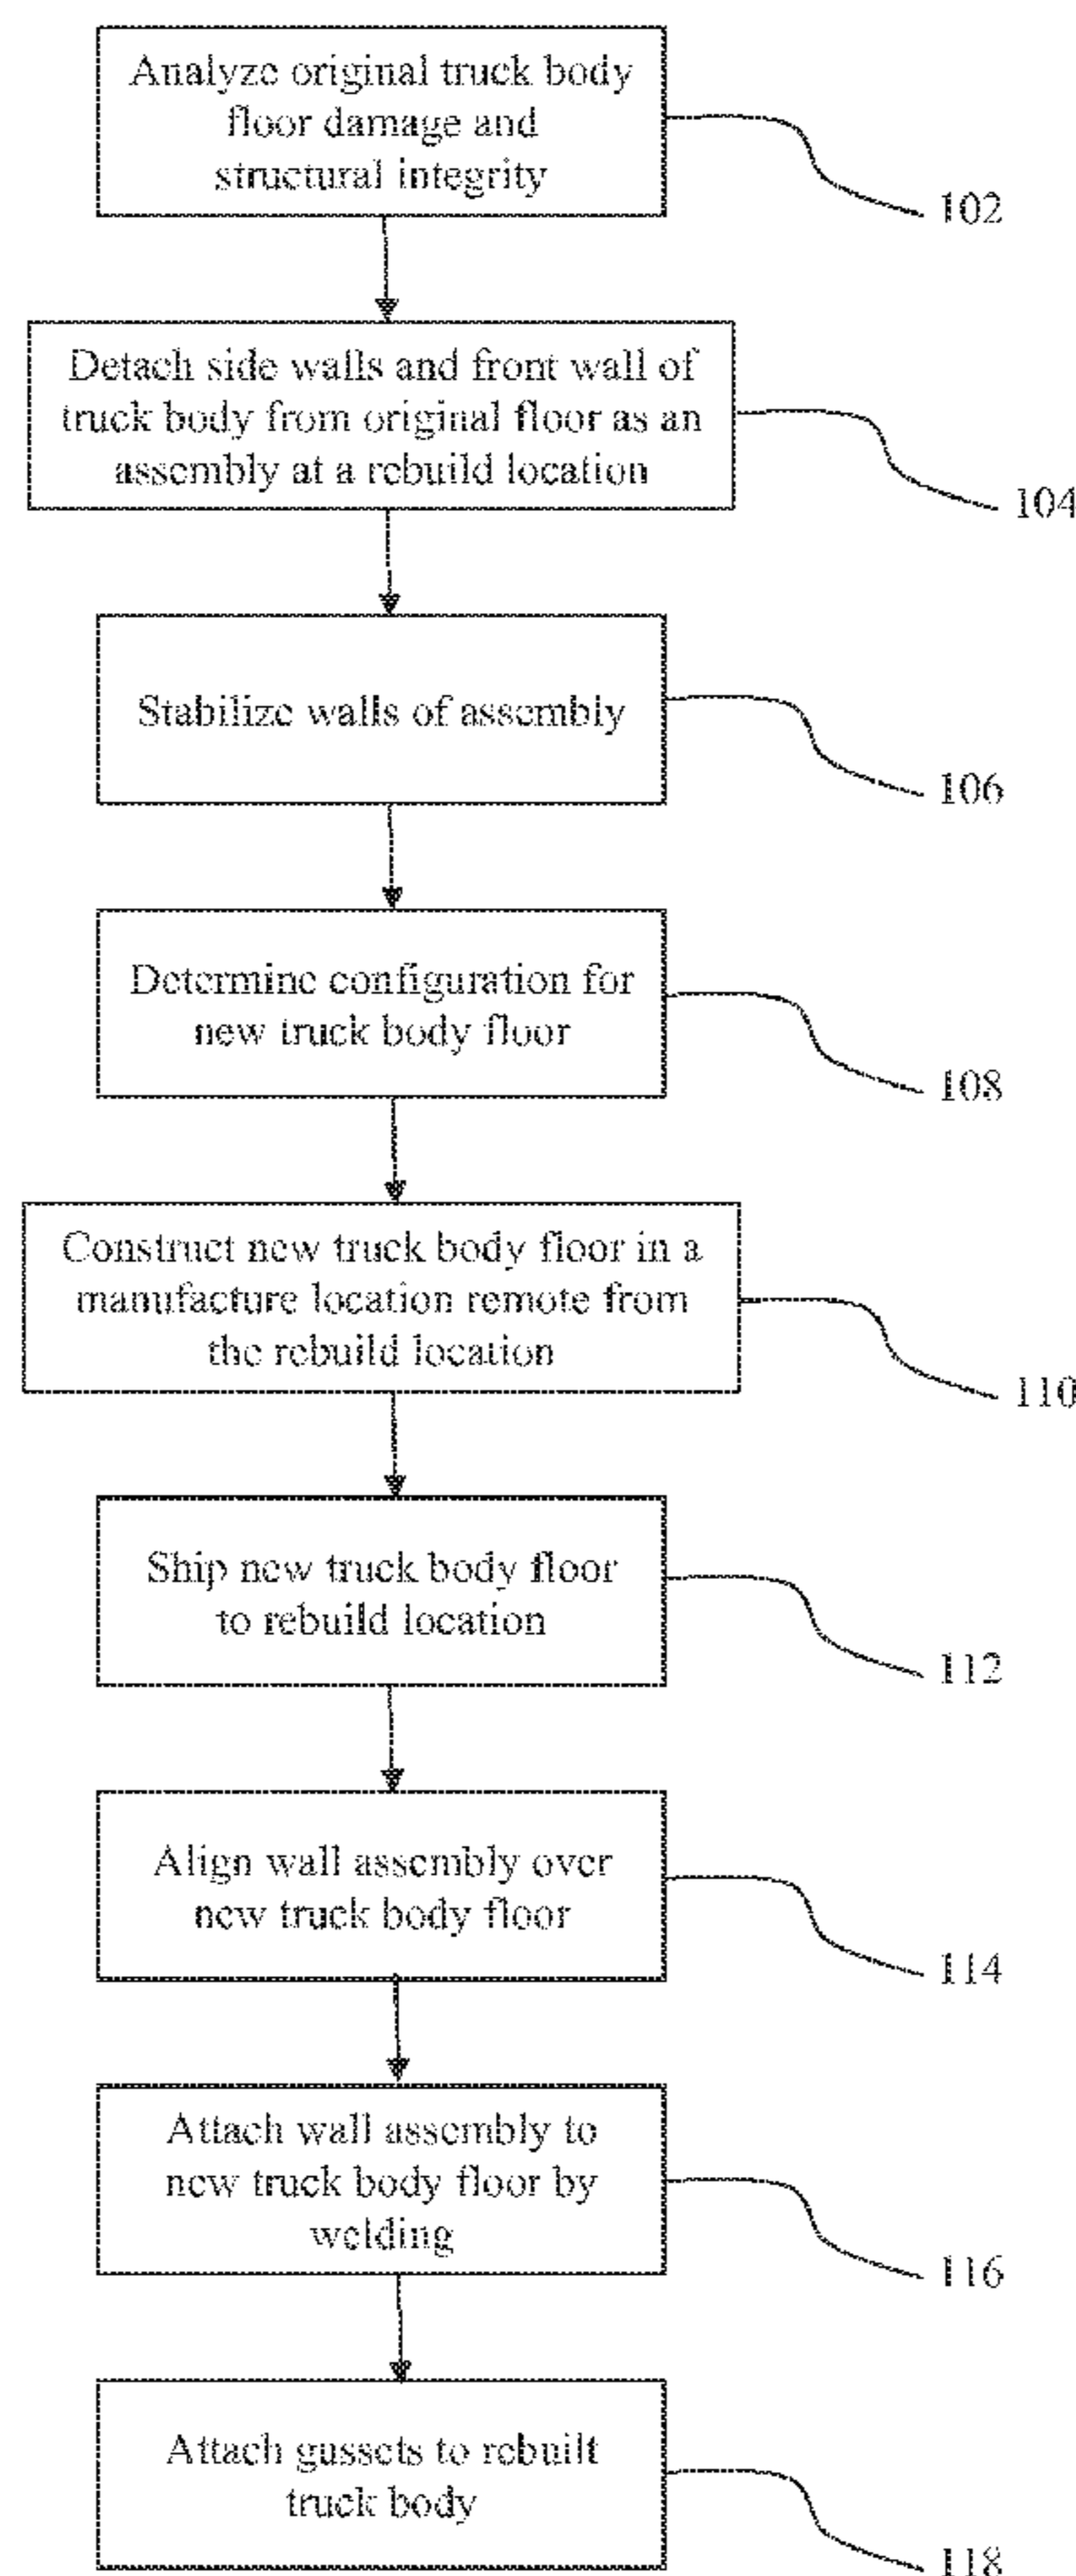 Analyze original truck body
floor damage and
structural integrity
102
Detach side walls and front wall of
truck body from original floor as an
assembly at a rebuild location
104
Stabilize walls of assembly
106
Determine configuration for
new truck body floor
108
Construct new truck body floor in a
manufacture location remote from
the rebuild location
110
Ship new truck body floor
to rebuild location
112
Align wall assembly over
new truck body floor
114
Attach wall assembly to
new truck body floor by
welding
116
Attach gussets to rebuilt
truck body
118